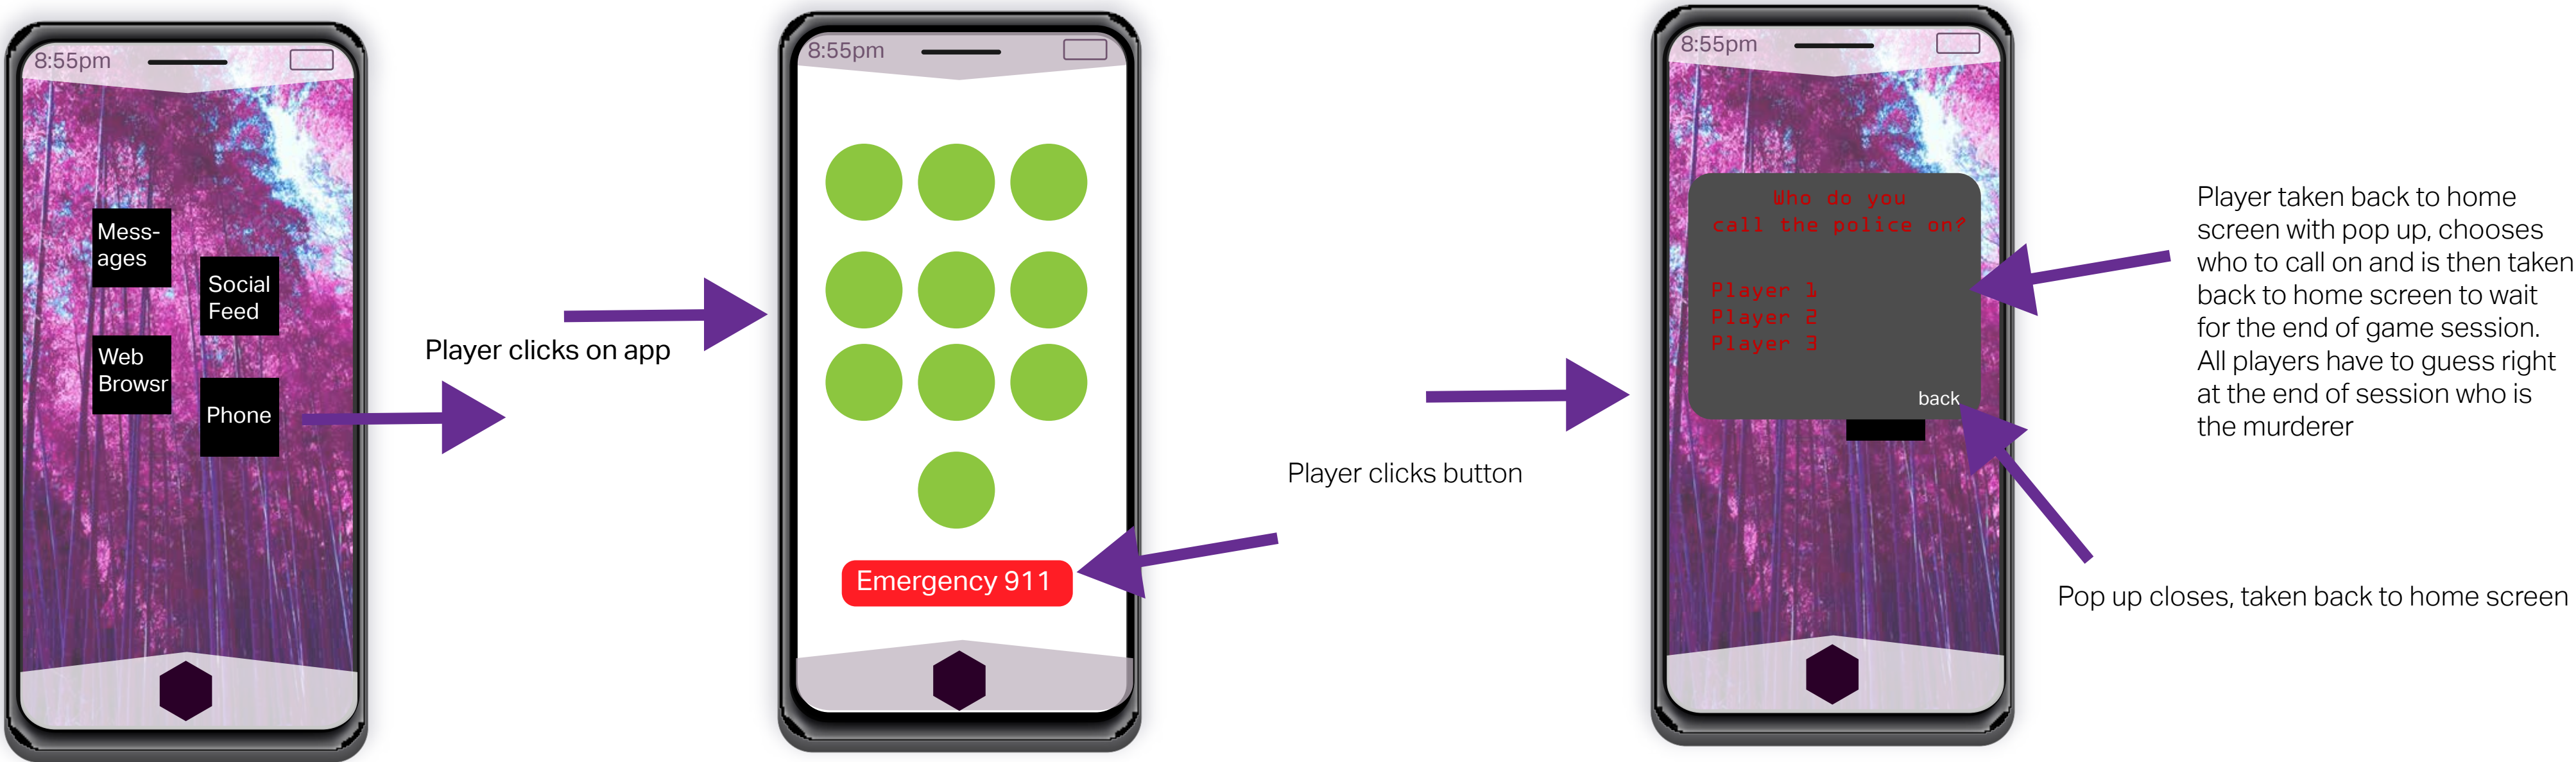 8:55pm
Mess-
ages
Social
Feed
Web
Browsr
Phone
Player clicks on app
8:55pm
Emergency 911
Player clicks button
8:55pm
Who do you
call the police on?
Player 1
Player 2
Player 3
back
Player taken back to home
screen with pop up, chooses
who to call on and is then taken
back to home screen to wait
for the end of game session.
All players have to guess right
at the end of session who is
the murderer
Pop up closes, taken back to home screen